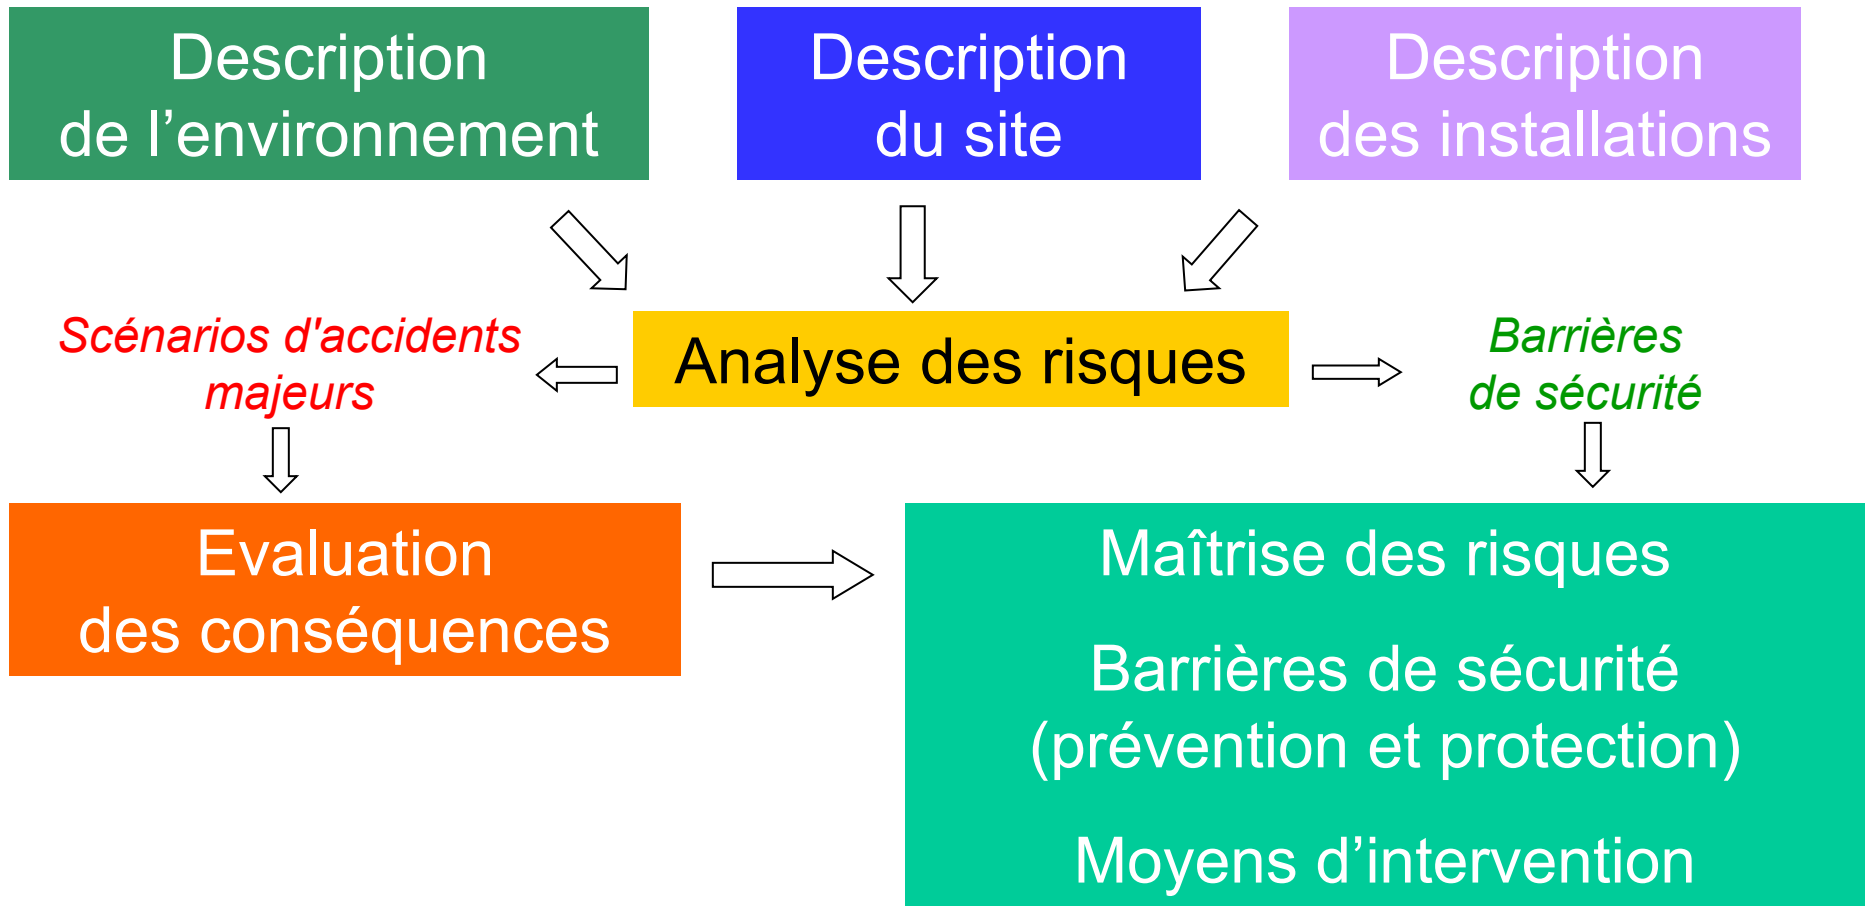 Description
de l’environnement
Description
du site
Description
des installations
Scénarios d'accidents
majeurs
Analyse des risques
Barrières
de sécurité
Evaluation
des conséquences
Maîtrise des risques
Barrières de sécurité
(prévention et protection)
Moyens d’intervention